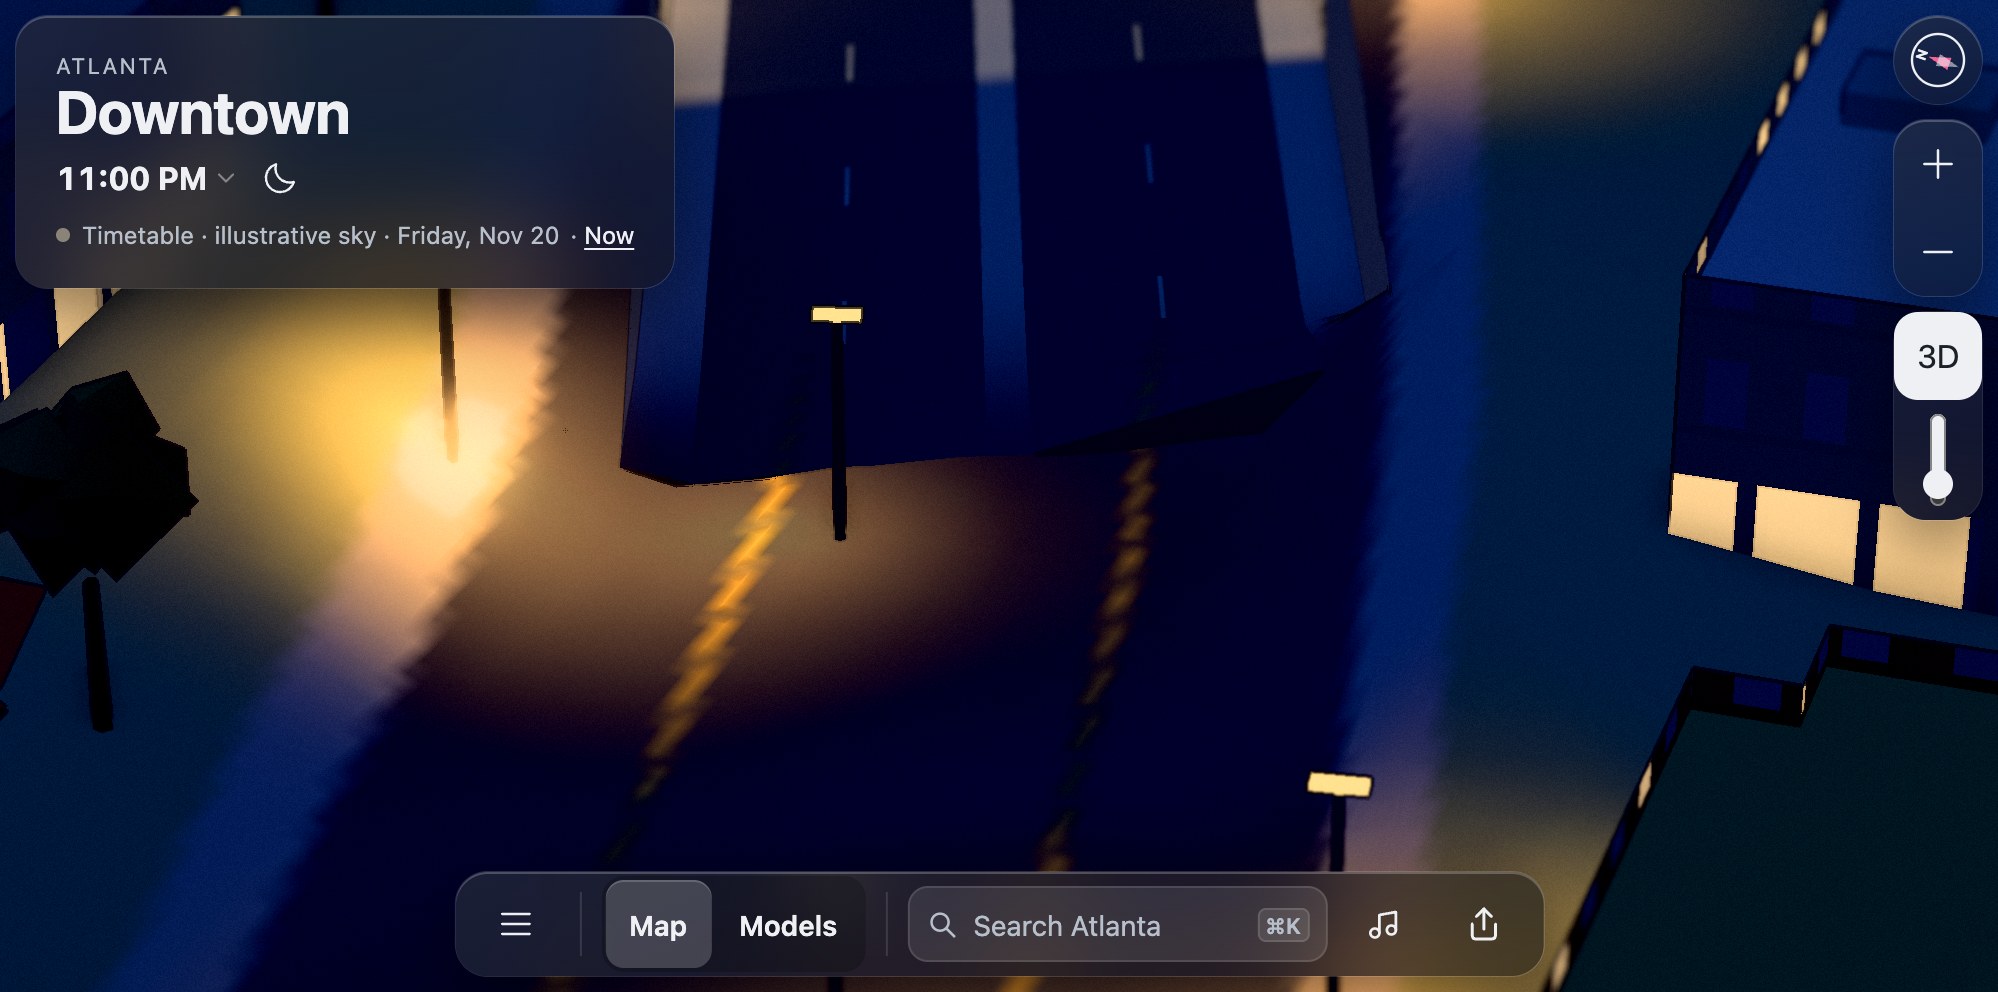 ATLANTA
Downtown
11:00 PM
Timetable · illustrative sky · Friday, Nov 20 · Now
N
3D
Map
Models
Search Atlanta
⌘K